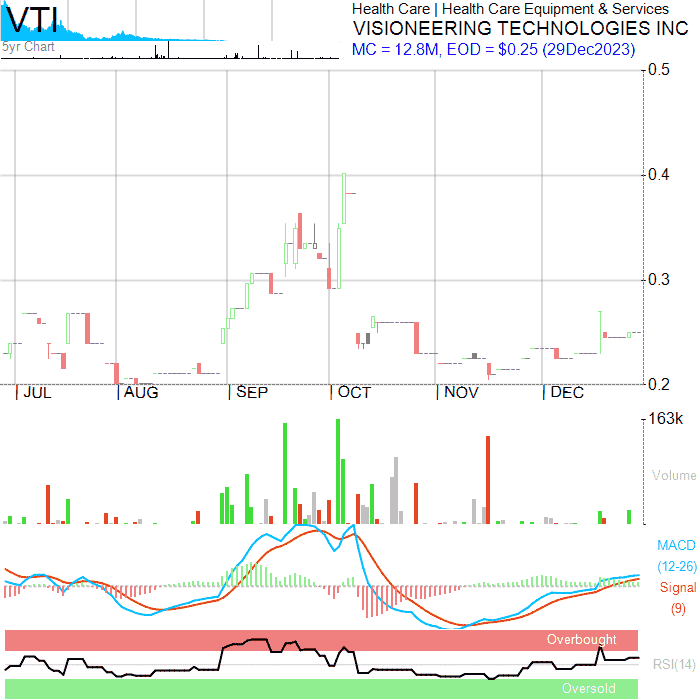 VTI
5yr Chart
Health Care | Health Care Equipment & Services
VISIONEERING TECHNOLOGIES INC
MC = 12.8M, EOD = $0.25 (29Dec2023)
0.5
0.4
0.3
0.2
JUL AUG SEP OCT NOV DEC
163k
Volume
MACD
(12-26)
Signal
(9)
Overbought
RSI(14)
Oversold